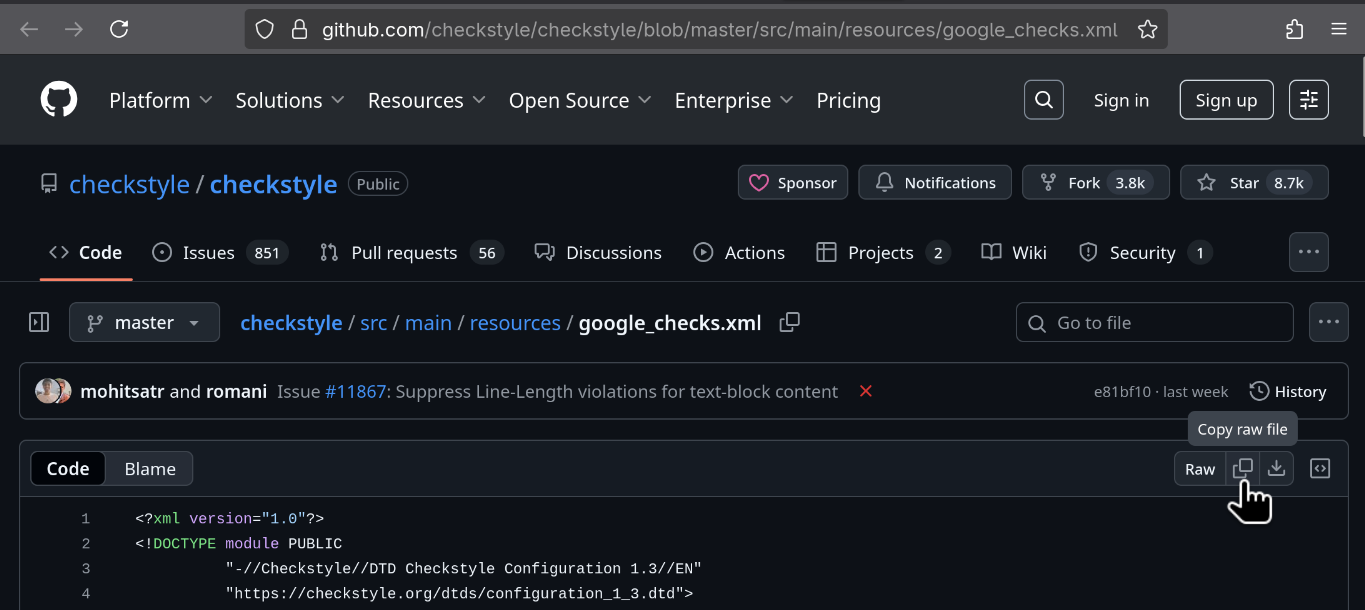 github.com/checkstyle/checkstyle/blob/master/src/main/resources/google_checks.xml
Platform Solutions Resources Open Source Enterprise Pricing Sign in Sign up
checkstyle / checkstyle Public Sponsor Notifications Fork 3.8k Star 8.7k
Code Issues 851 Pull requests 56 Discussions Actions Projects 2 Wiki Security 1
master checkstyle / src / main / resources / google_checks.xml Go to file
mohitsatr and romani Issue #11867: Suppress Line-Length violations for text-block content e81bf10 · last week History
Copy raw file
Code Blame Raw
1 <?xml version="1.0"?>
2 <!DOCTYPE module PUBLIC
3 "-//Checkstyle//DTD Checkstyle Configuration 1.3//EN"
4 "https://checkstyle.org/dtds/configuration_1_3.dtd">